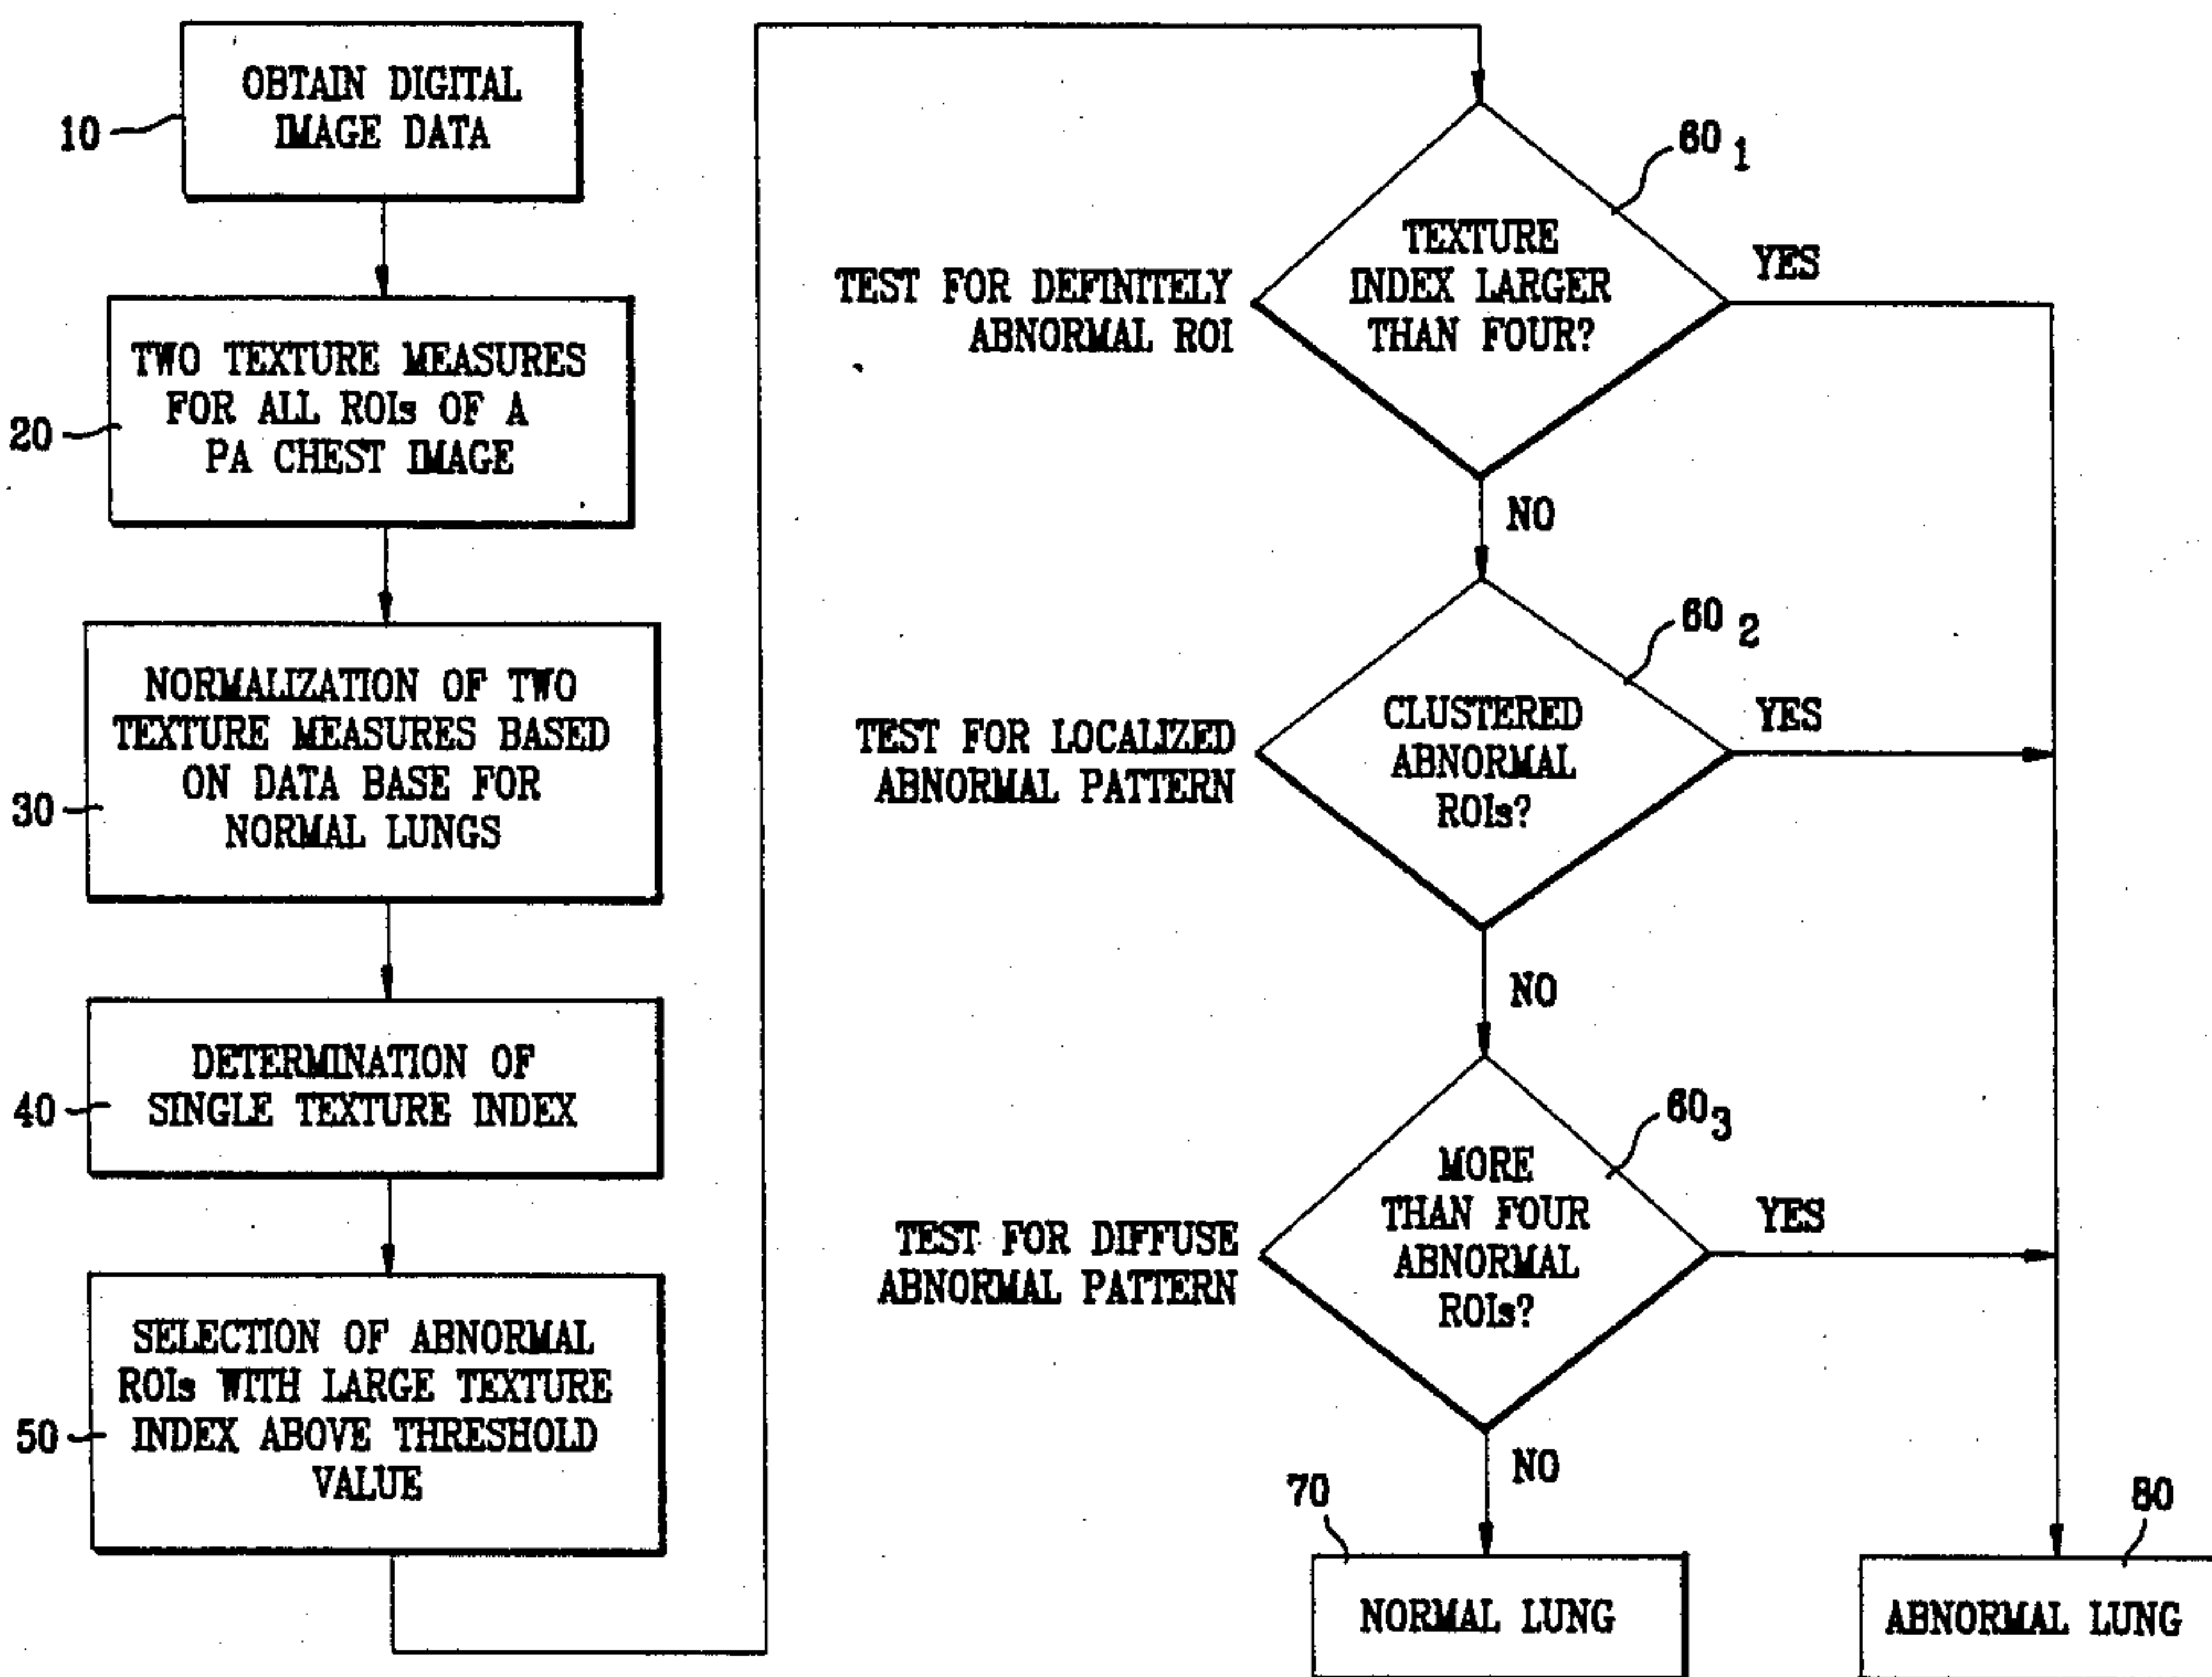 OBTAIN DIGITAL
IMAGE DATA
10
TWO TEXTURE MEASURES
FOR ALL ROIs OF A
PA CHEST IMAGE
20
NORMALIZATION OF TWO
TEXTURE MEASURES BASED
ON DATA BASE FOR
NORMAL LUNGS
30
DETERMINATION OF
SINGLE TEXTURE INDEX
40
SELECTION OF ABNORMAL
ROIs WITH LARGE TEXTURE
INDEX ABOVE THRESHOLD
VALUE
50
60 1
TEST FOR DEFINITELY
ABNORMAL ROI
TEXTURE
INDEX LARGER
THAN FOUR?
YES
NO
60 2
TEST FOR LOCALIZED
ABNORMAL PATTERN
CLUSTERED
ABNORMAL
ROIs?
YES
NO
60 3
TEST FOR DIFFUSE
ABNORMAL PATTERN
MORE
THAN FOUR
ABNORMAL
ROIs?
YES
NO
70
NORMAL LUNG
80
ABNORMAL LUNG